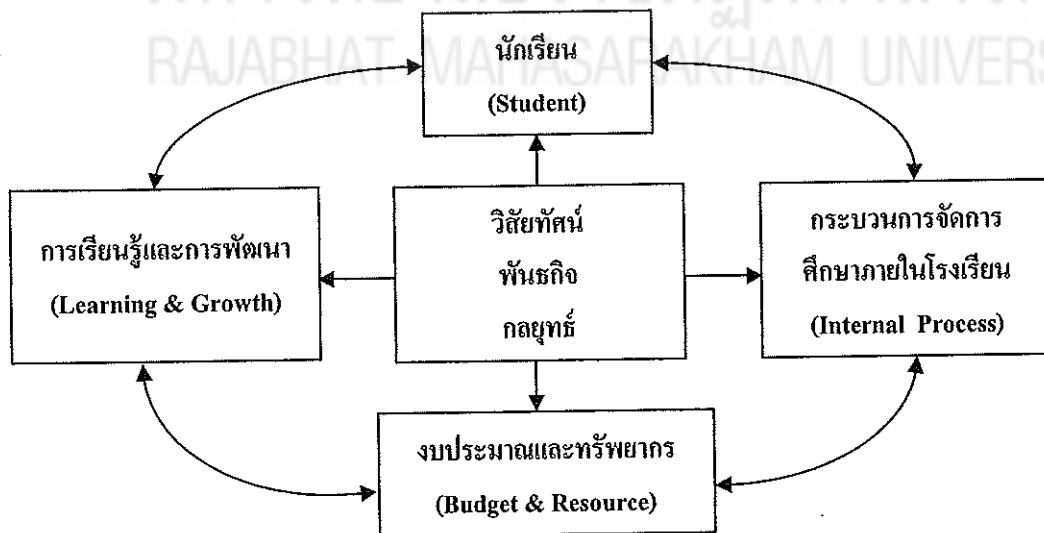 RAJABHAT MAHASARAKHAM UNIVERS
นักเรียน
(Student)
การเรียนรู้และการพัฒนา
(Learning & Growth)
วิสัยทัศน์
พันธกิจ
กลยุทธ์
กระบวนการจัดการ
ศึกษาภายในโรงเรียน
(Internal Process)
งบประมาณและทรัพยากร
(Budget & Resource)